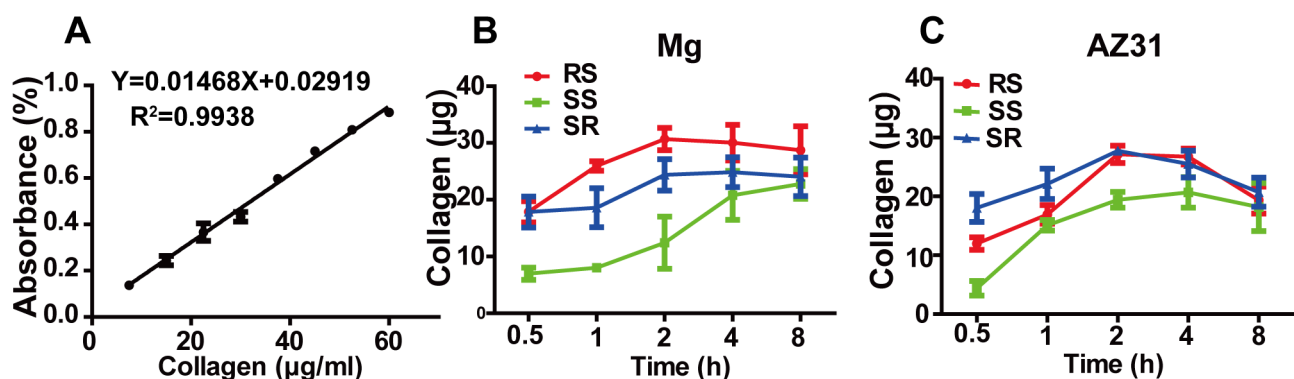 A
Y=0.01468X+0.02919
R²=0.9938
Absorbance (%)
1.0
0.8
0.6
0.4
0.2
0.0
0 20 40 60
Collagen (μg/ml)
B
Mg
RS
SS
SR
Collagen (μg)
40
30
20
10
0
0.5 1 2 4 8
Time (h)
C
AZ31
RS
SS
SR
Collagen (μg)
40
30
20
10
0
0.5 1 2 4 8
Time (h)